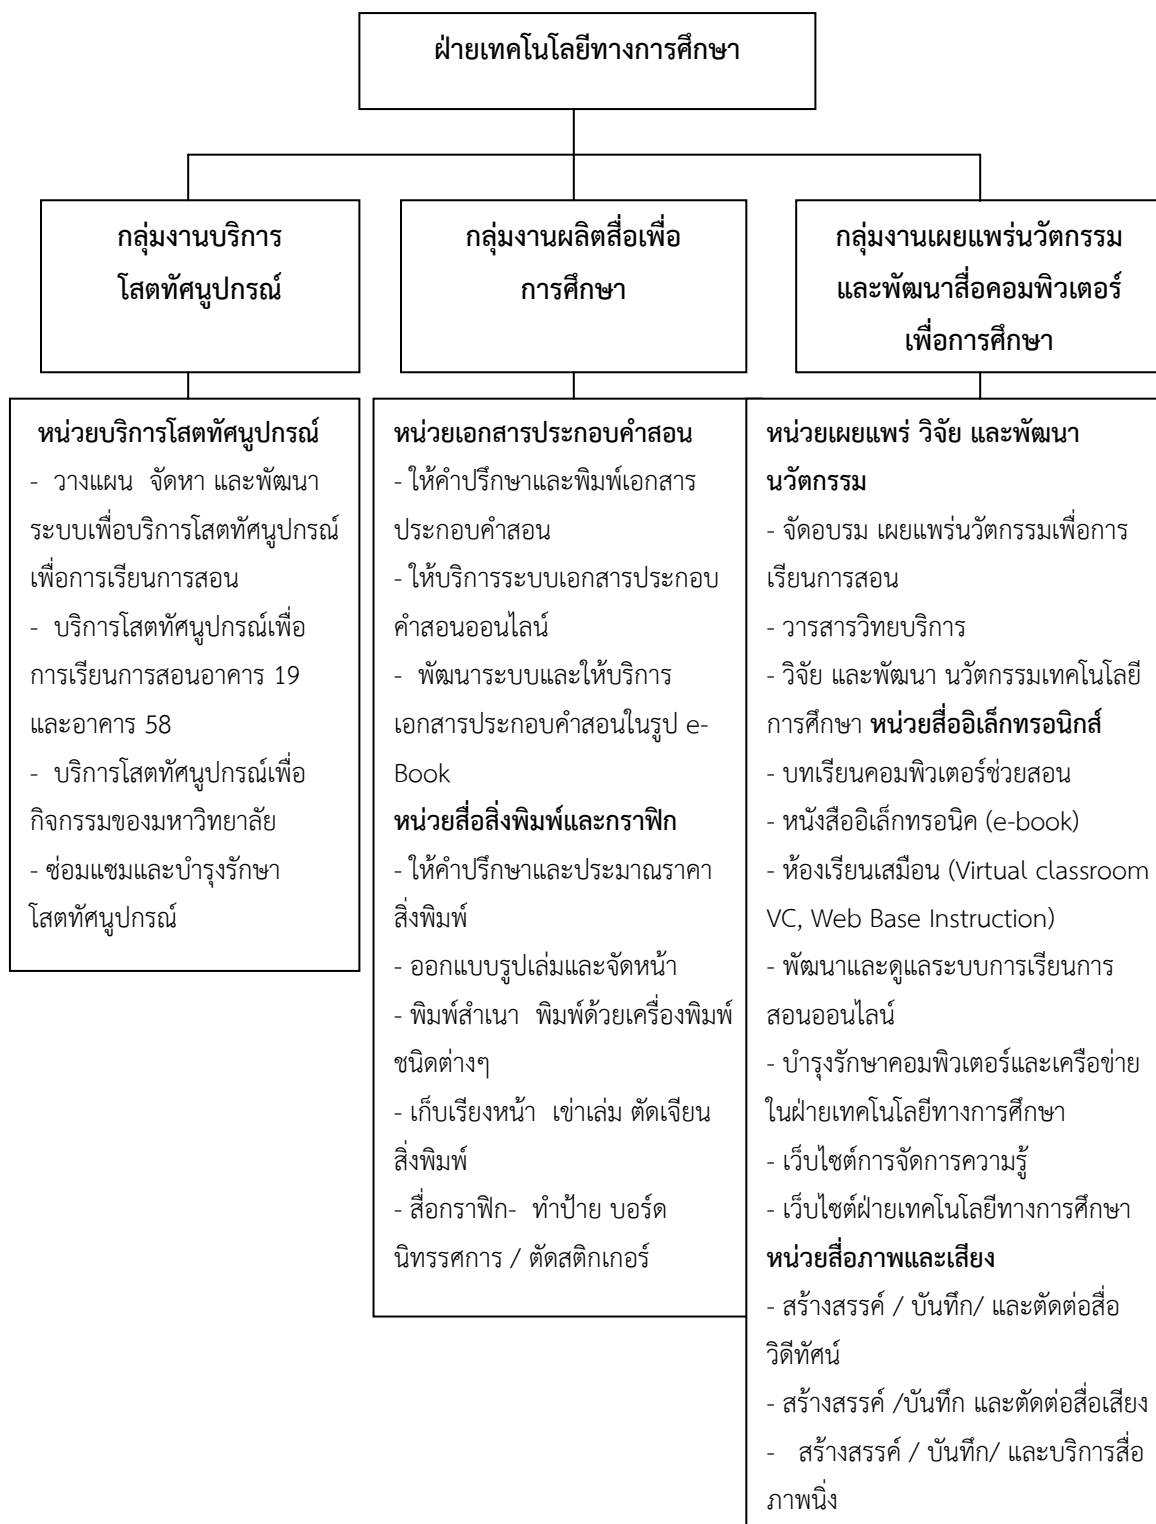 ฝ่ายเทคโนโลยีทางการศึกษา
กลุ่มงานบริการ
โสตทัศนูปกรณ์
กลุ่มงานผลิตสื่อเพื่อ
การศึกษา
กลุ่มงานเผยแพร่นวัตกรรม
และพัฒนาสื่อคอมพิวเตอร์
เพื่อการศึกษา
หน่วยบริการโสตทัศนูปกรณ์
- วางแผน จัดหา และพัฒนา
ระบบเพื่อบริการโสตทัศนูปกรณ์
เพื่อการเรียนการสอน
- บริการโสตทัศนูปกรณ์เพื่อ
การเรียนการสอนอาคาร 19
และอาคาร 58
- บริการโสตทัศนูปกรณ์เพื่อ
กิจกรรมของมหาวิทยาลัย
- ซ่อมแซมและบำรุงรักษา
โสตทัศนูปกรณ์
หน่วยเอกสารประกอบคำสอน
- ให้คำปรึกษาและพิมพ์เอกสาร
ประกอบคำสอน
- ให้บริการระบบเอกสารประกอบ
คำสอนออนไลน์
- พัฒนาระบบและให้บริการ
เอกสารประกอบคำสอนในรูป e-
Book
หน่วยสื่อสิ่งพิมพ์และกราฟิก
- ให้คำปรึกษาและประมาณราคา
สิ่งพิมพ์
- ออกแบบรูปเล่มและจัดหน้า
- พิมพ์สำเนา พิมพ์ด้วยเครื่องพิมพ์
ชนิดต่างๆ
- เก็บเรียงหน้า เข่าเล่ม ตัดเจียน
สิ่งพิมพ์
- สื่อกราฟิก- ทำป้าย บอร์ด
นิทรรศการ / ตัดสติกเกอร์
หน่วยเผยแพร่ วิจัย และพัฒนา
นวัตกรรม
- จัดอบรม เผยแพร่นวัตกรรมเพื่อการ
เรียนการสอน
- วารสารวิทยบริการ
- วิจัย และพัฒนา นวัตกรรมเทคโนโลยี
การศึกษา หน่วยสื่ออิเล็กทรอนิกส์
- บทเรียนคอมพิวเตอร์ช่วยสอน
- หนังสืออิเล็กทรอนิค (e-book)
- ห้องเรียนเสมือน (Virtual classroom
VC, Web Base Instruction)
- พัฒนาและดูแลระบบการเรียนการ
สอนออนไลน์
- บำรุงรักษาคอมพิวเตอร์และเครือข่าย
ในฝ่ายเทคโนโลยีทางการศึกษา
- เว็บไซต์การจัดการความรู้
- เว็บไซต์ฝ่ายเทคโนโลยีทางการศึกษา
หน่วยสื่อภาพและเสียง
- สร้างสรรค์ / บันทึก/ และตัดต่อสื่อ
วิดีทัศน์
- สร้างสรรค์ /บันทึก และตัดต่อสื่อเสียง
- สร้างสรรค์ / บันทึก/ และบริการสื่อ
ภาพนิ่ง